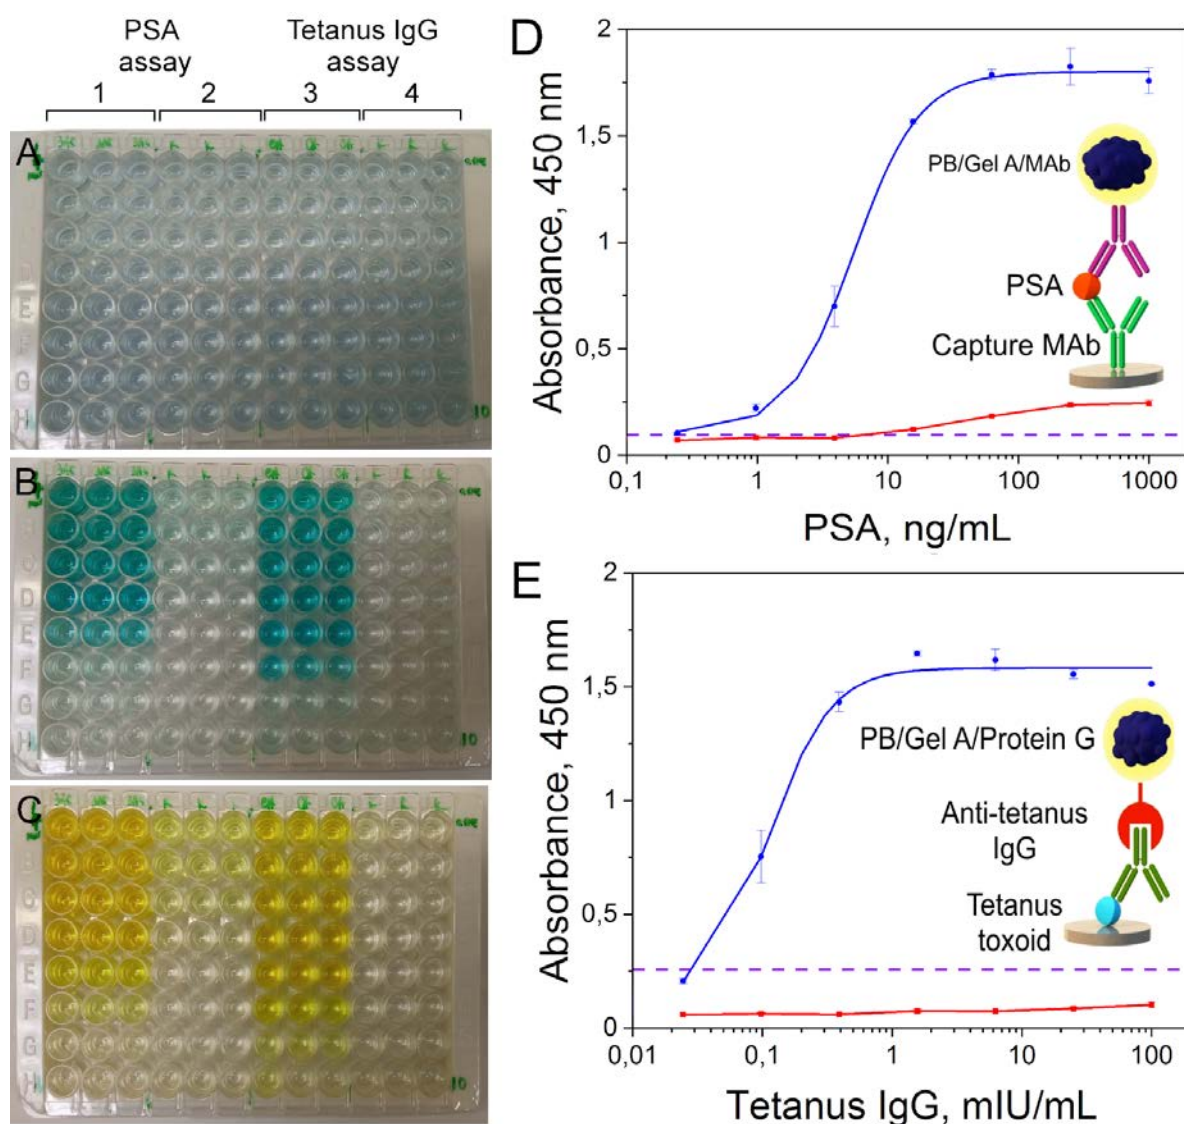 PSA
assay
Tetanus IgG
assay
1
2
3
4
A
E
F
G
H
10
B
D
E
F
G
H
10
C
D
E
F
G
H
10
D
Absorbance, 450 nm
2
1,5
1
0,5
0
0,1
1
10
100
1000
PSA, ng/mL
PB/Gel A/MAb
PSA
Capture MAb
E
Absorbance, 450 nm
2
1,5
1
0,5
0
0,01
0,1
1
10
100
Tetanus IgG, mIU/mL
PB/Gel A/Protein G
Anti-tetanus
IgG
Tetanus
toxoid